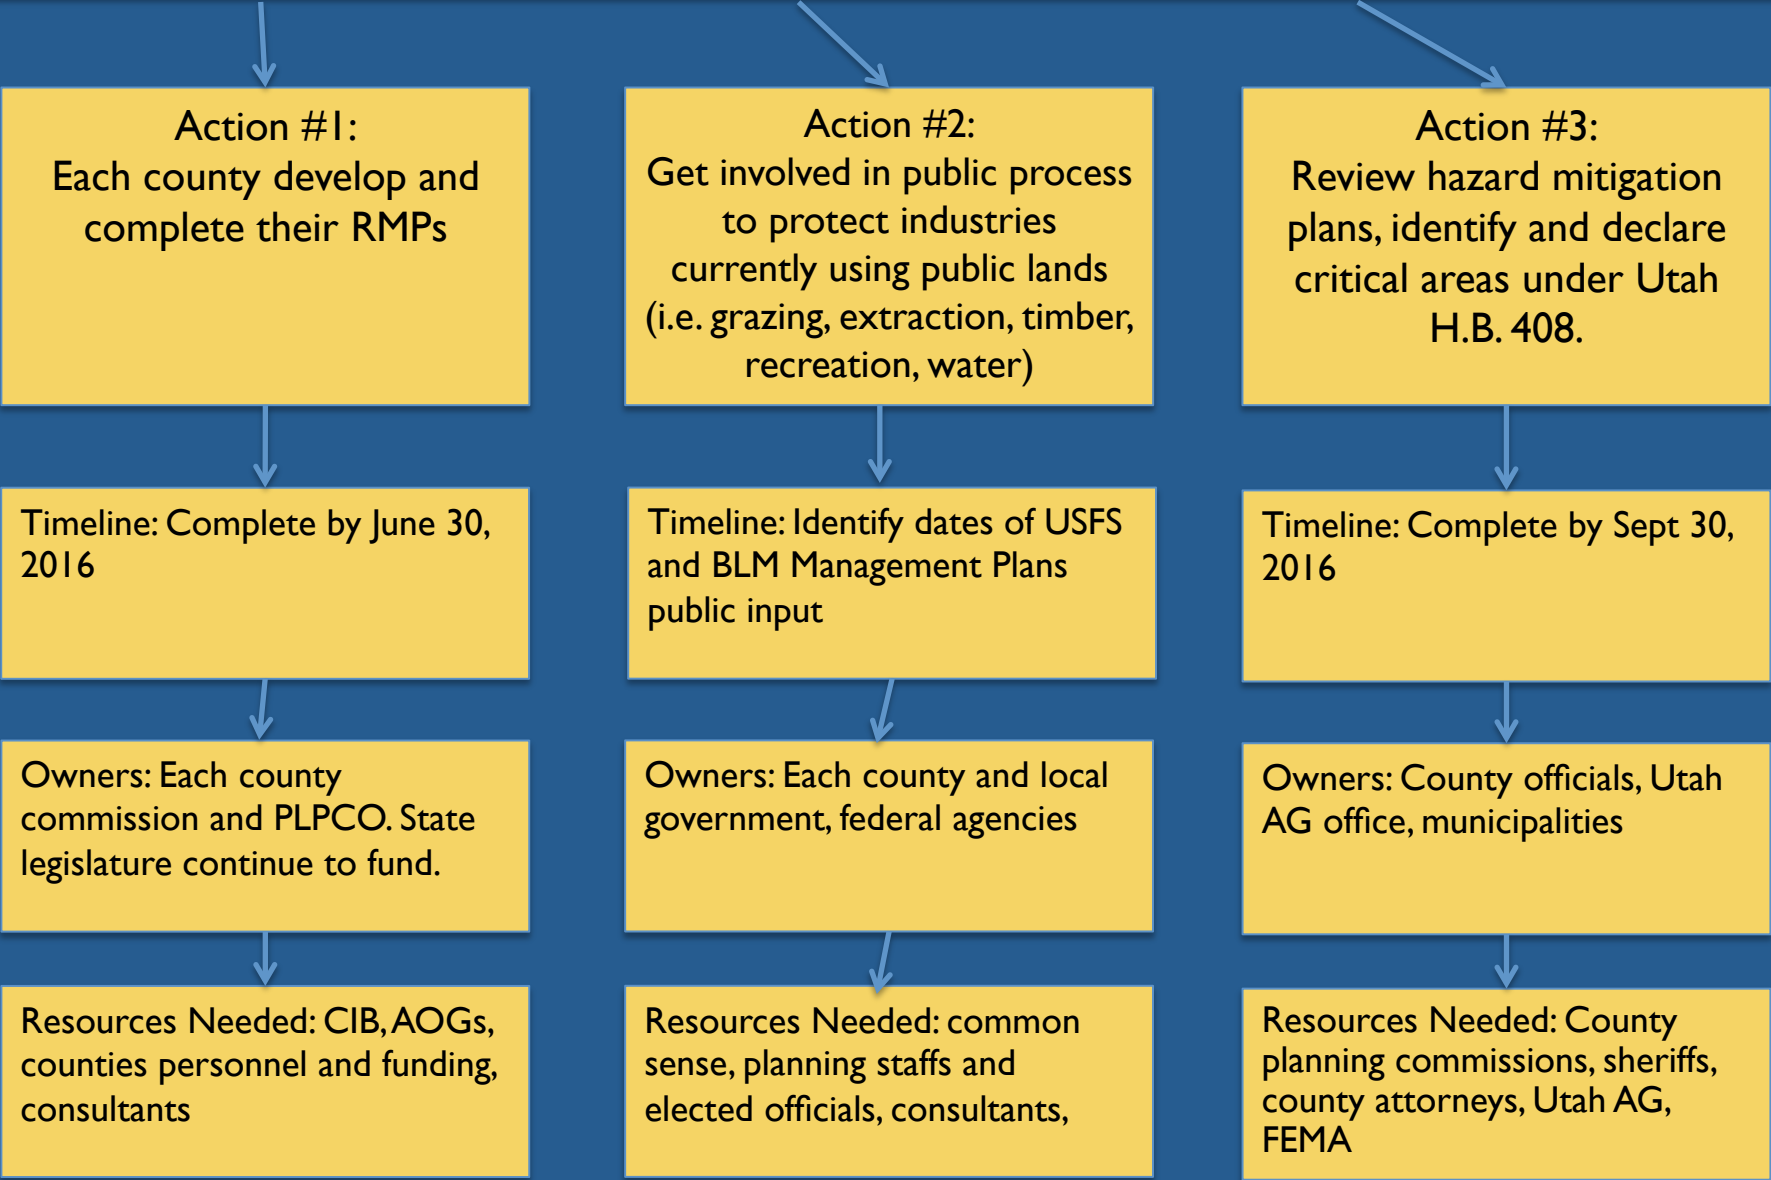 Action #1:
Each county develop and
complete their RMPs
Timeline: Complete by June 30,
2016
Owners: Each county
commission and PLPCO. State
legislature continue to fund.
Resources Needed: CIB, AOGs,
counties personnel and funding,
consultants
Action #2:
Get involved in public process
to protect industries
currently using public lands
(i.e. grazing, extraction, timber,
recreation, water)
Timeline: Identify dates of USFS
and BLM Management Plans
public input
Owners: Each county and local
government, federal agencies
Resources Needed: common
sense, planning staffs and
elected officials, consultants,
Action #3:
Review hazard mitigation
plans, identify and declare
critical areas under Utah
H.B. 408.
Timeline: Complete by Sept 30,
2016
Owners: County officials, Utah
AG office, municipalities
Resources Needed: County
planning commissions, sheriffs,
county attorneys, Utah AG,
FEMA